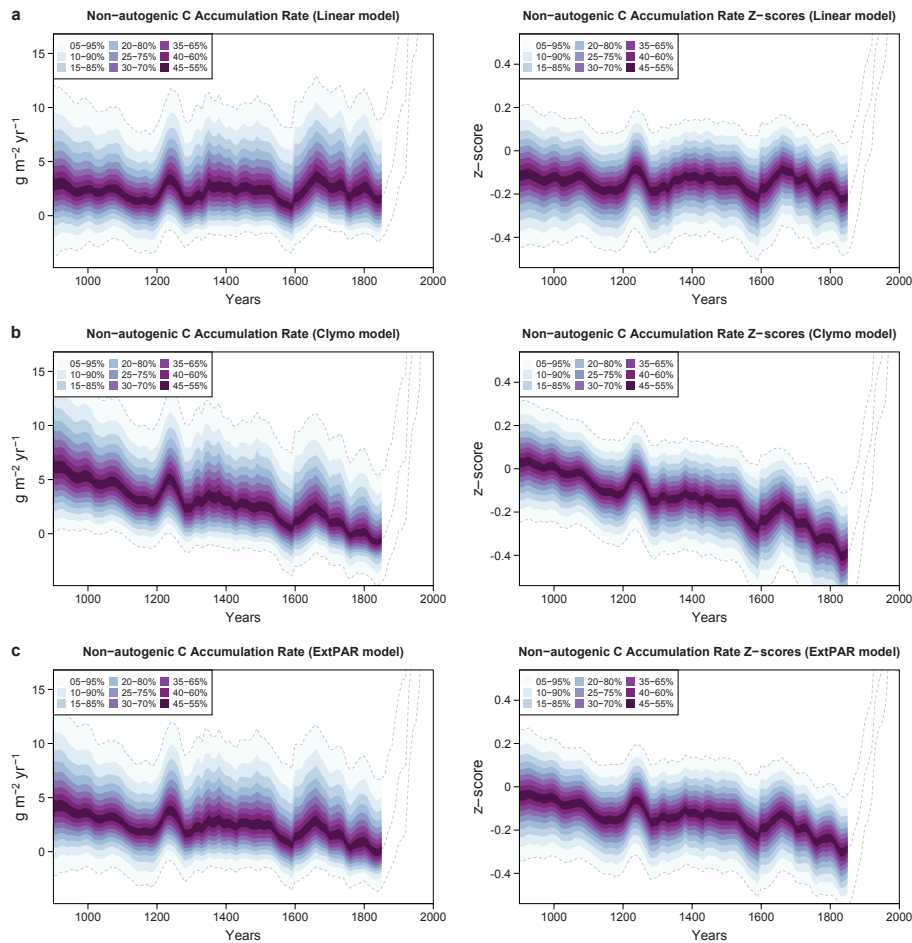 a
Non−autogenic C Accumulation Rate (Linear model)
05−95% 20−80% 35−65%
10−90% 25−75% 40−60%
15−85% 30−70% 45−55%
g m−2 yr−1
15
10
5
0
1000 1200 1400 1600 1800 2000
Years
Non−autogenic C Accumulation Rate Z−scores (Linear model)
05−95% 20−80% 35−65%
10−90% 25−75% 40−60%
15−85% 30−70% 45−55%
z−score
0.4
0.2
0
-0.2
-0.4
1000 1200 1400 1600 1800 2000
Years
b
Non−autogenic C Accumulation Rate (Clymo model)
05−95% 20−80% 35−65%
10−90% 25−75% 40−60%
15−85% 30−70% 45−55%
g m−2 yr−1
15
10
5
0
1000 1200 1400 1600 1800 2000
Years
Non−autogenic C Accumulation Rate Z−scores (Clymo model)
05−95% 20−80% 35−65%
10−90% 25−75% 40−60%
15−85% 30−70% 45−55%
z−score
0.4
0.2
0
-0.2
-0.4
1000 1200 1400 1600 1800 2000
Years
c
Non−autogenic C Accumulation Rate (ExtPAR model)
05−95% 20−80% 35−65%
10−90% 25−75% 40−60%
15−85% 30−70% 45−55%
g m−2 yr−1
15
10
5
0
1000 1200 1400 1600 1800 2000
Years
Non−autogenic C Accumulation Rate Z−scores (ExtPAR model)
05−95% 20−80% 35−65%
10−90% 25−75% 40−60%
15−85% 30−70% 45−55%
z−score
0.4
0.2
0
-0.2
-0.4
1000 1200 1400 1600 1800 2000
Years